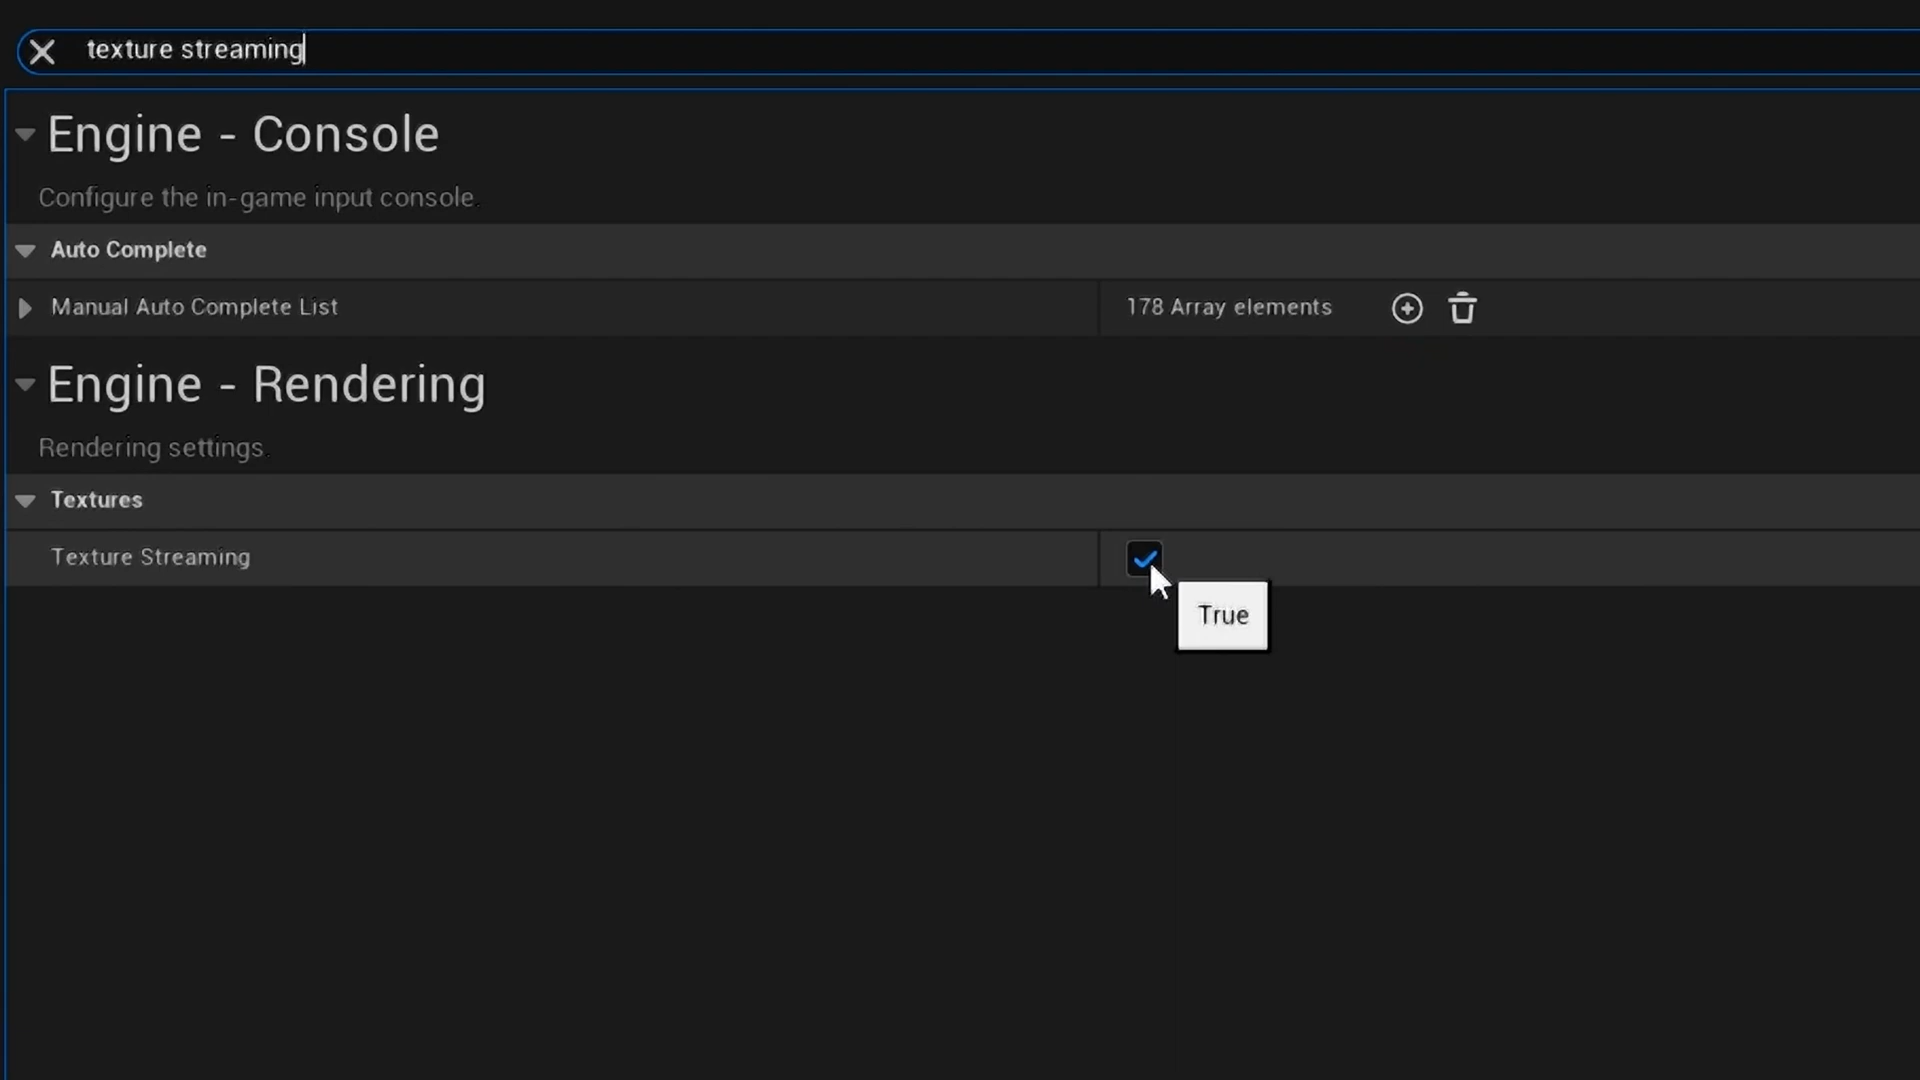 texture streaming
Engine - Console
Configure the in-game input console.
Auto Complete
Manual Auto Complete List
178 Array elements
Engine - Rendering
Rendering settings.
Textures
Texture Streaming
True